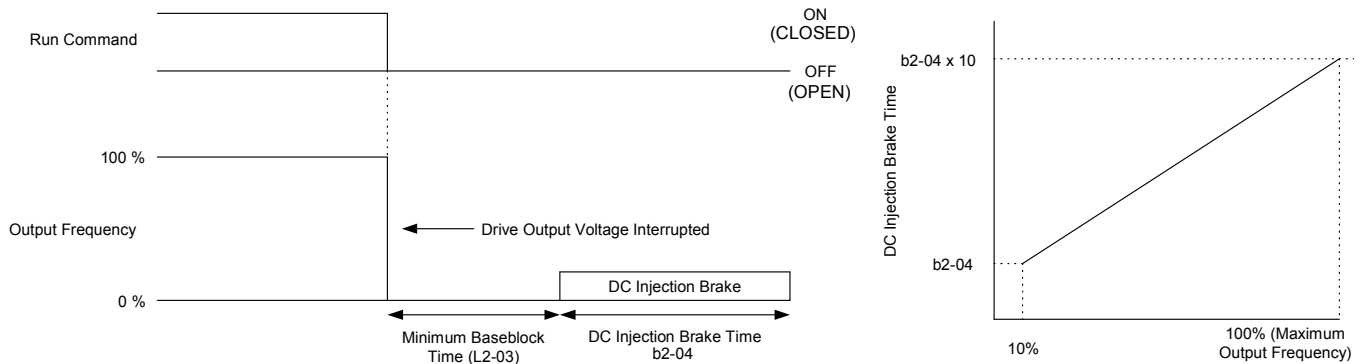 Run Command
ON
(CLOSED)
OFF
(OPEN)
100 %
Output Frequency
Drive Output Voltage Interrupted
DC Injection Brake
0 %
Minimum Baseblock
Time (L2-03)
DC Injection Brake Time
b2-04
b2-04 x 10
DC Injection Brake Time
b2-04
10%
100% (Maximum
Output Frequency)